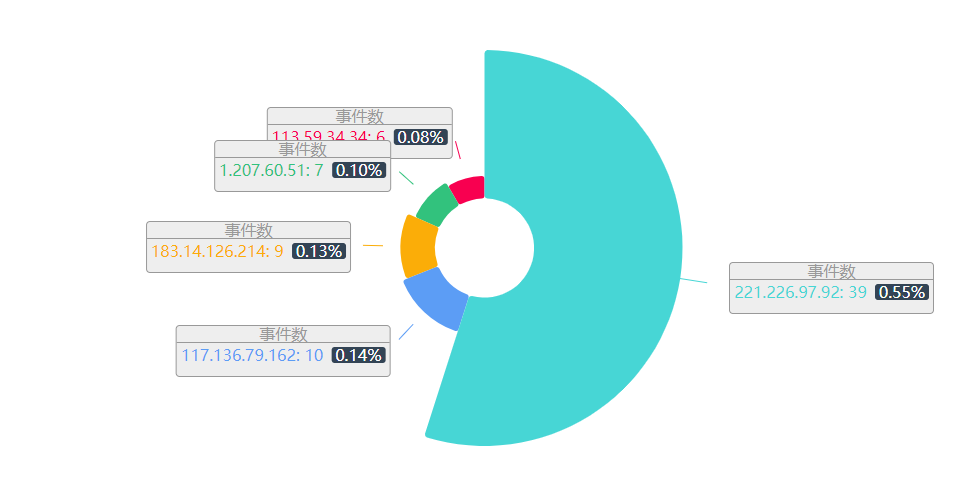 事件数
113.59.34.34: 6 0.08%
事件数
1.207.60.51: 7 0.10%
事件数
183.14.126.214: 9 0.13%
事件数
221.226.97.92: 39 0.55%
事件数
117.136.79.162: 10 0.14%